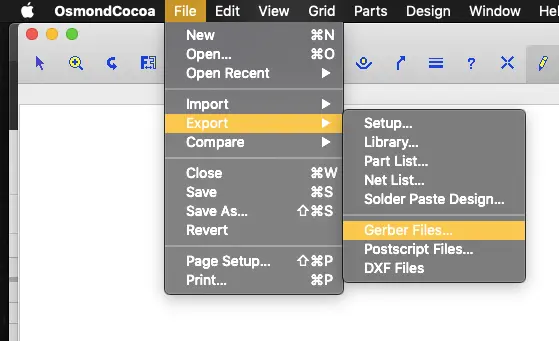 OsmondCocoa File Edit View Grid Parts Design Window Hel
New ⌘N
Open... ⌘O
Open Recent ▶
Import ▶
Export ▶
Compare ▶
Close ⌘W
Save ⌘S
Save As... ⇧⌘S
Revert
Page Setup... ⇧⌘P
Print... ⌘P
Setup...
Library...
Part List...
Net List...
Solder Paste Design...
Gerber Files...
Postscript Files...
DXF Files